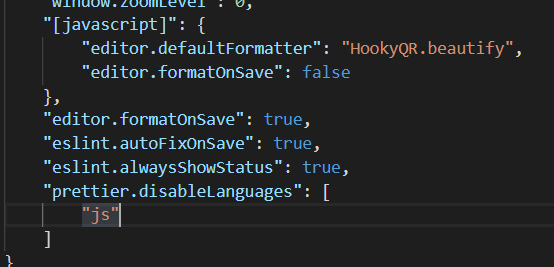 "window.zoomLevel": 0,
"[javascript]": {
"editor.defaultFormatter": "HookyQR.beautify",
"editor.formatOnSave": false
},
"editor.formatOnSave": true,
"eslint.autoFixOnSave": true,
"eslint.alwaysShowStatus": true,
"prettier.disableLanguages": [
"js"
]
}